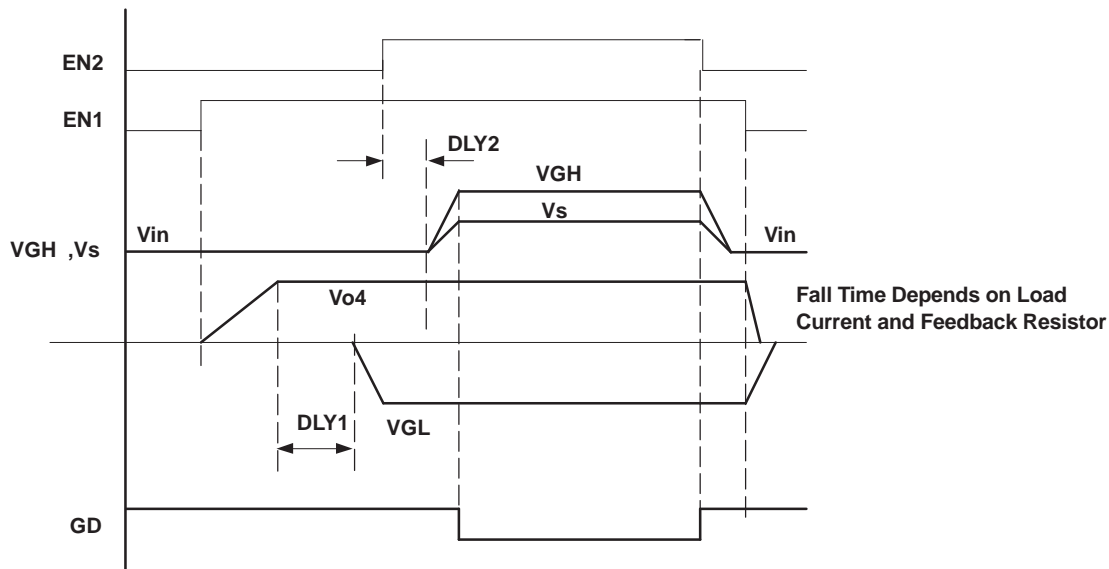 EN2
EN1
DLY2
VGH
Vs
Vin
Vin
VGH ,Vs
Vo4
Fall Time Depends on Load
Current and Feedback Resistor
DLY1
VGL
GD